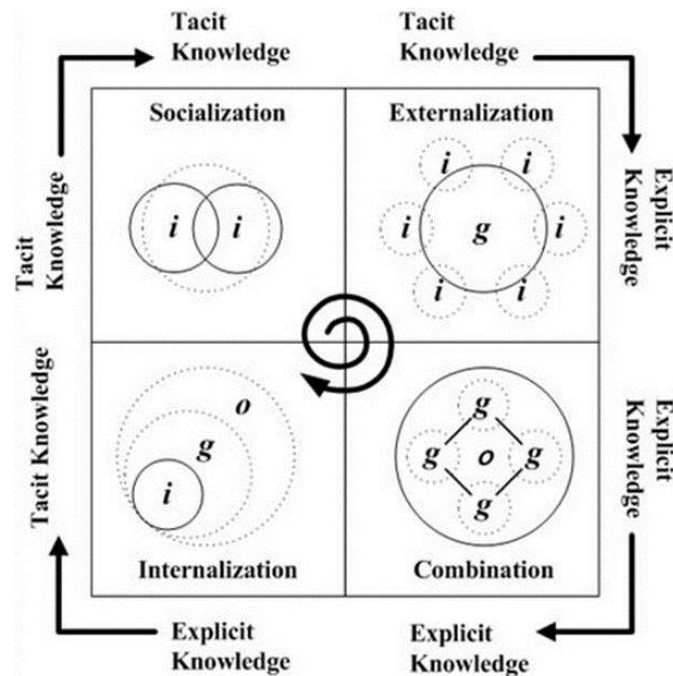 Tacit
Knowledge
Tacit
Knowledge
Socialization
Externalization
i
i
i
i
i
g
i
i
i
Tacit
Knowledge
Explicit
Knowledge
Tacit Knowledge
o
g
i
g
g
o
g
g
Explicit
Knowledge
Internalization
Combination
Explicit
Knowledge
Explicit
Knowledge